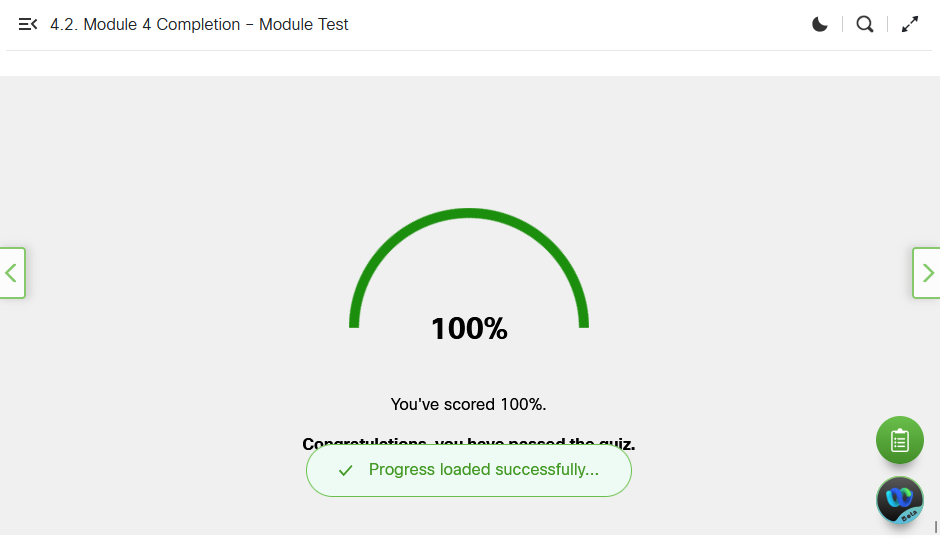 4.2. Module 4 Completion – Module Test
100%
You've scored 100%.
Congratulations, you have passed the quiz.
Progress loaded successfully...
Beta